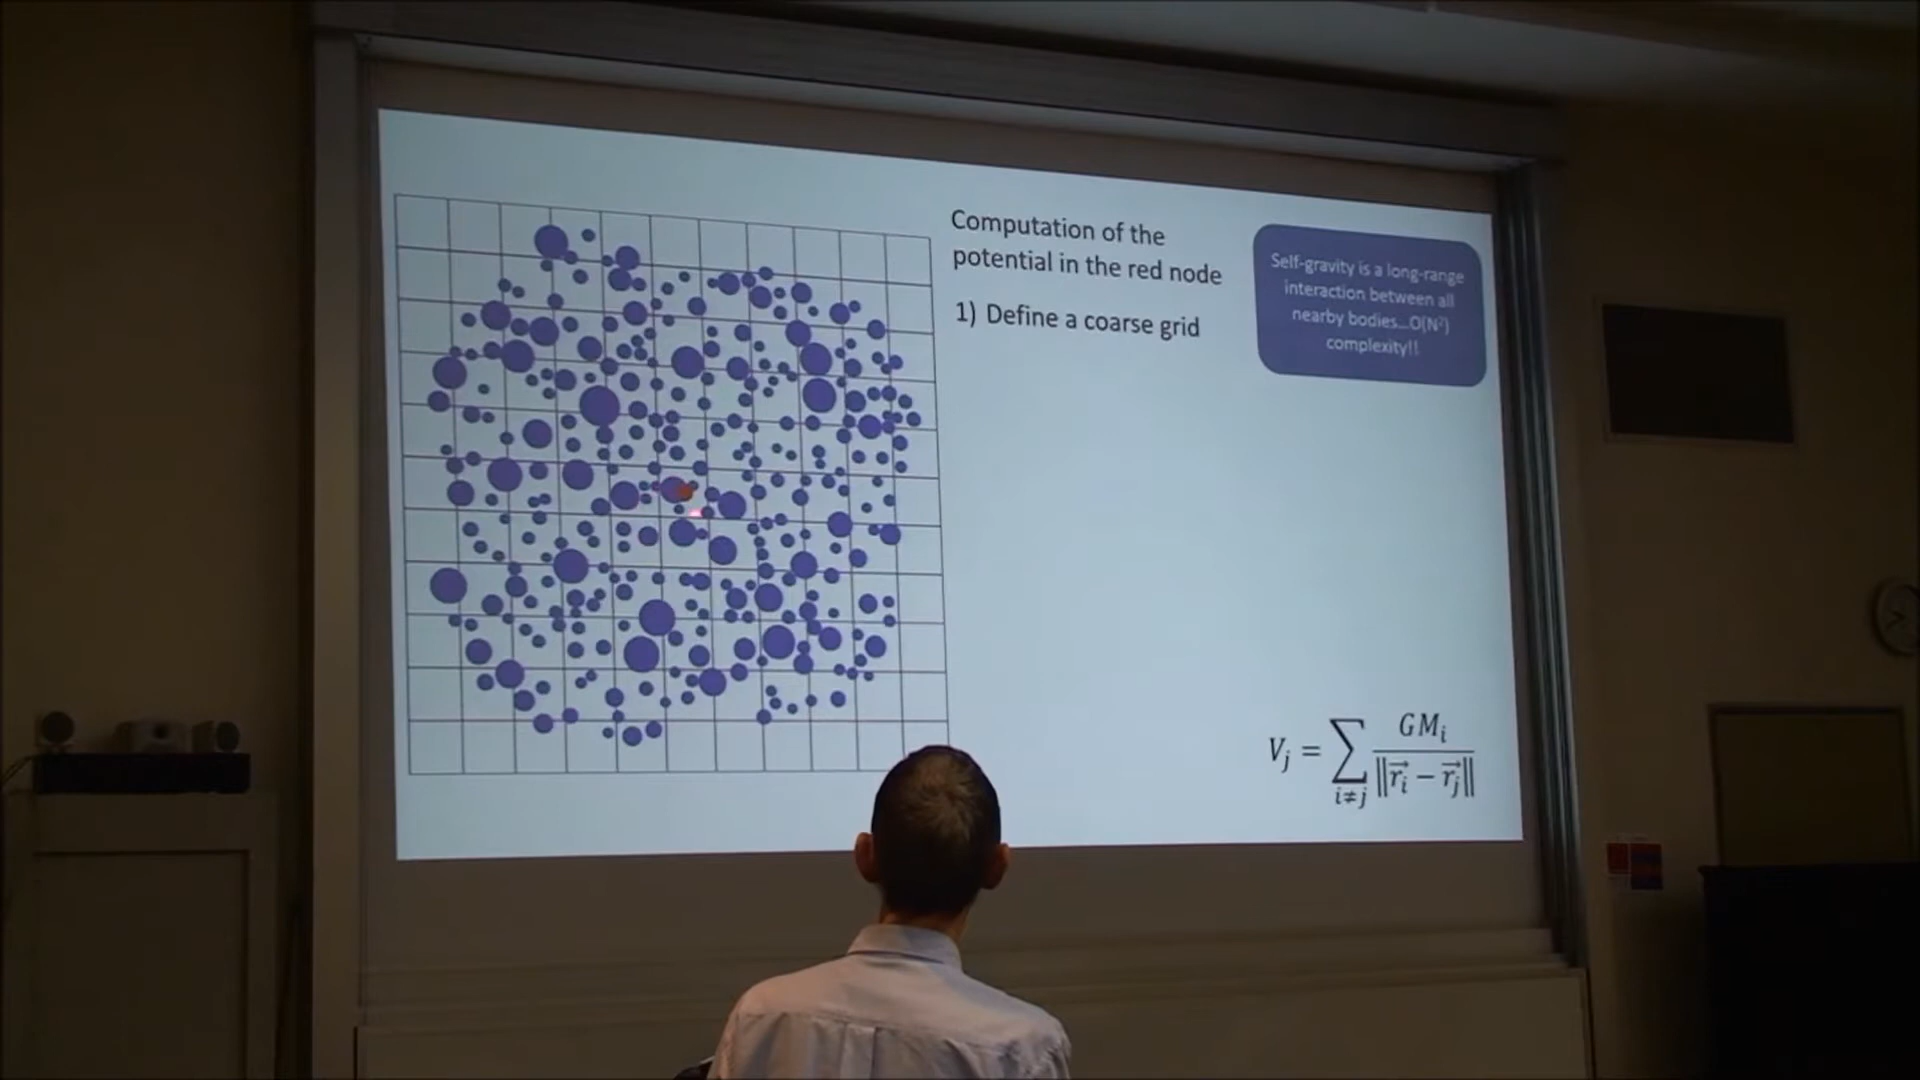 Computation of the
potential in the red node
1) Define a coarse grid
Self-gravity is a long-range
interaction between all
nearby bodies...O(N²)
complexity!!
V_j = ∑_{i≠j} GM_i / ‖r⃗_i − r⃗_j‖